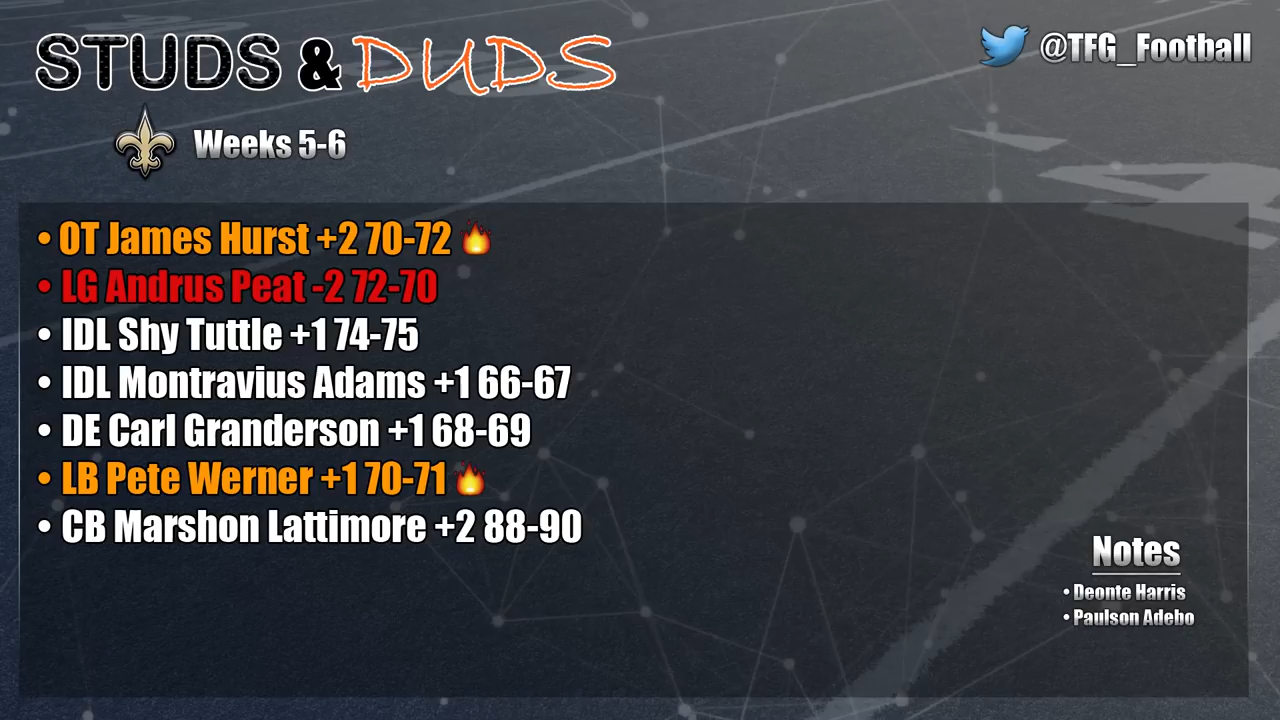 STUDS & DUDS
@TFG_Football
Weeks 5-6
• OT James Hurst +2 70-72 🔥
• LG Andrus Peat -2 72-70
• IDL Shy Tuttle +1 74-75
• IDL Montravius Adams +1 66-67
• DE Carl Granderson +1 68-69
• LB Pete Werner +1 70-71 🔥
• CB Marshon Lattimore +2 88-90
Notes
• Deonte Harris
• Paulson Adebo